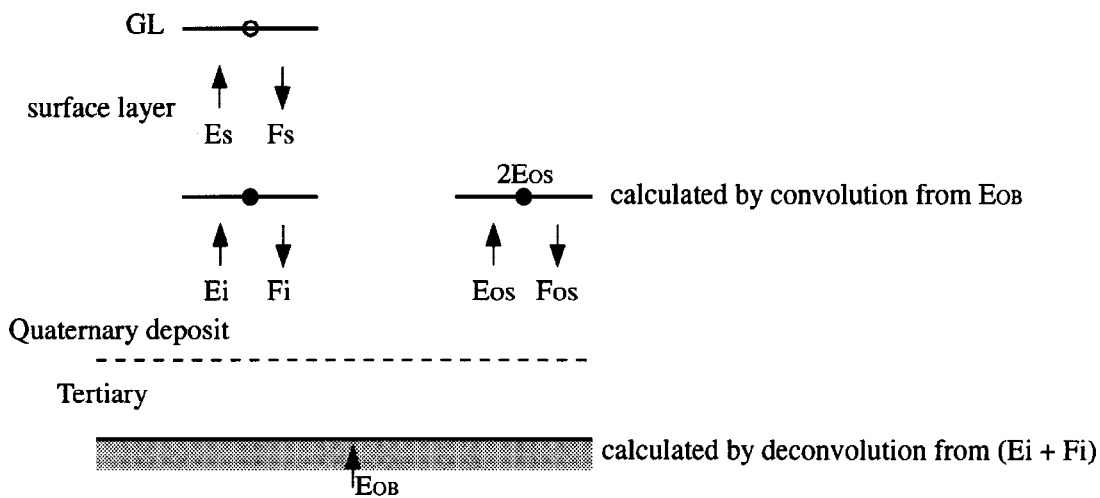 GL
surface layer
Es Fs
2Eos
calculated by convolution from EOB
Ei Fi
Eos Fos
Quaternary deposit
Tertiary
calculated by deconvolution from (Ei + Fi)
EOB